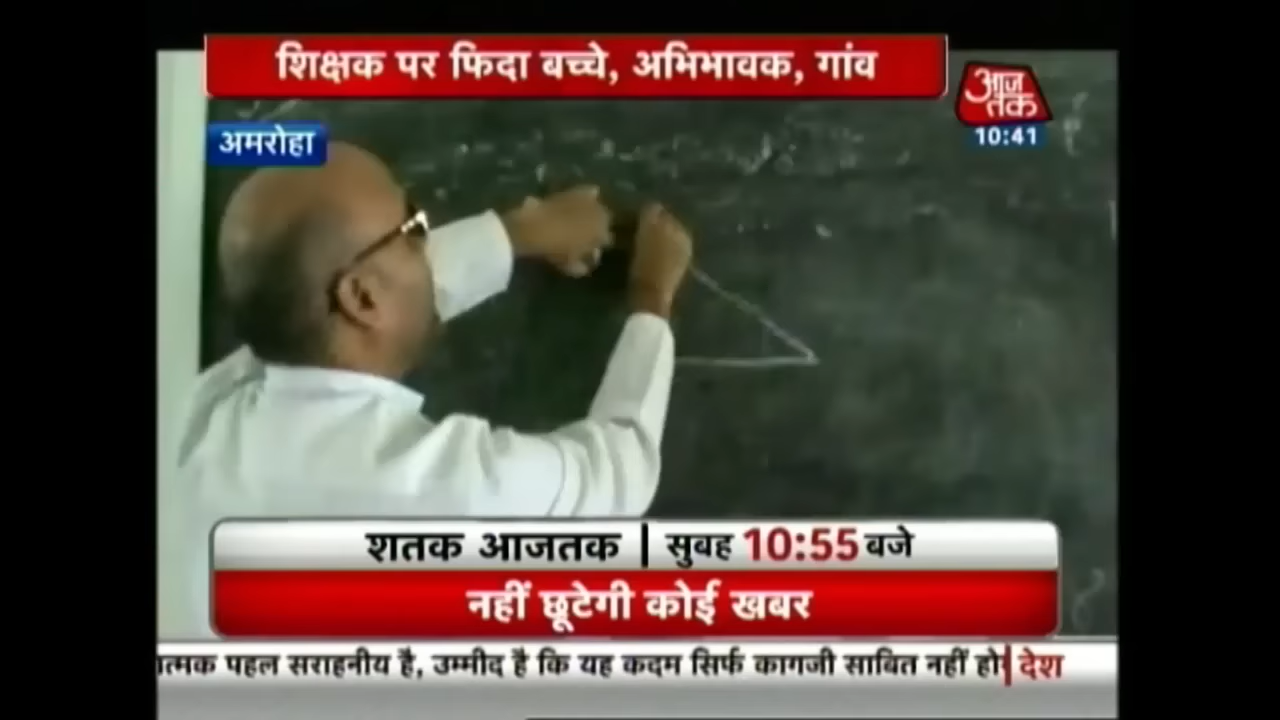 शिक्षक पर फिदा बच्चे, अभिभावक, गांव
आज
तक
10:41
अमरोहा
शतक आजतक | सुबह 10:55 बजे
नहीं छूटेगी कोई खबर
पहल सराहनीय है, उम्मीद है कि यह कदम सिर्फ कागजी साबित नहीं | देश